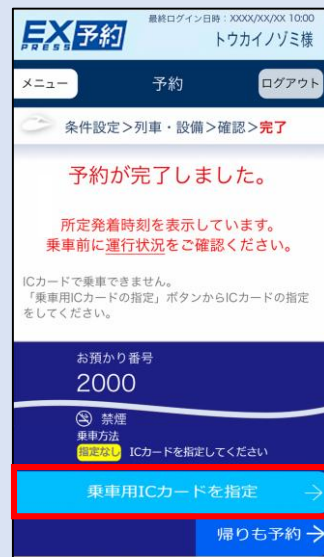 最終ログイン日時：XXXX/XX/XX 10:00
EX予約
PRESS
トウカイノゾミ様
メニュー
予約
ログアウト
条件設定＞列車・設備＞確認＞完了
予約が完了しました。
所定発着時刻を表示しています。
乗車前に運行状況をご確認ください。
ICカードで乗車できません。
「乗車用ICカードの指定」ボタンからICカードの指定
をしてください。
お預かり番号
2000
禁煙
乗車方法
指定なし ICカードを指定してください
乗車用ICカードを指定 →
帰りも予約 →